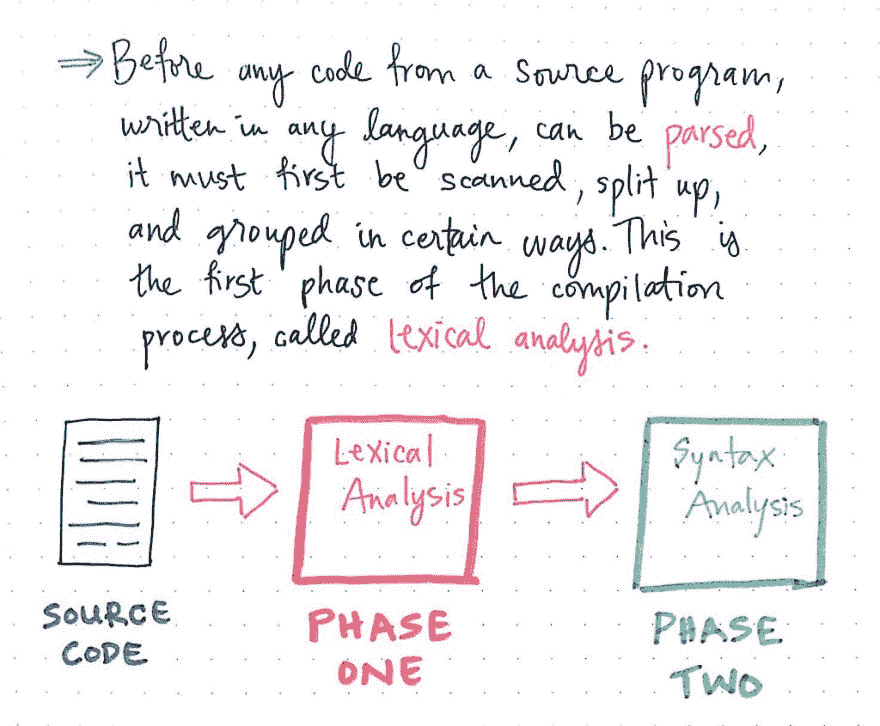 ⇒ Before any code from a source program,
written in any language, can be parsed,
it must first be scanned, split up,
and grouped in certain ways. This is
the first phase of the compilation
process, called lexical analysis.
Lexical
Analysis
Syntax
Analysis
SOURCE
CODE
PHASE
ONE
PHASE
TWO